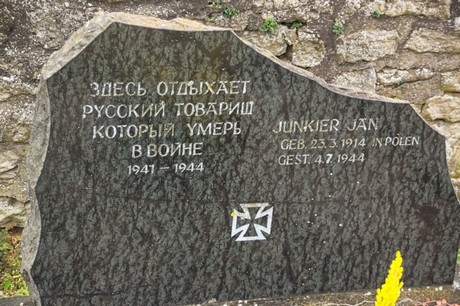 ЗДЕСЬ ОТДЫХАЕТ
РУССКИЙ ТОВАРИШ
КОТОРЫЙ УМЕРЬ
В ВОЙНЕ
1941 – 1944
JUNKIER JAN
GEB. 23.3.1914 IN POLEN
GEST. 4.7.1944